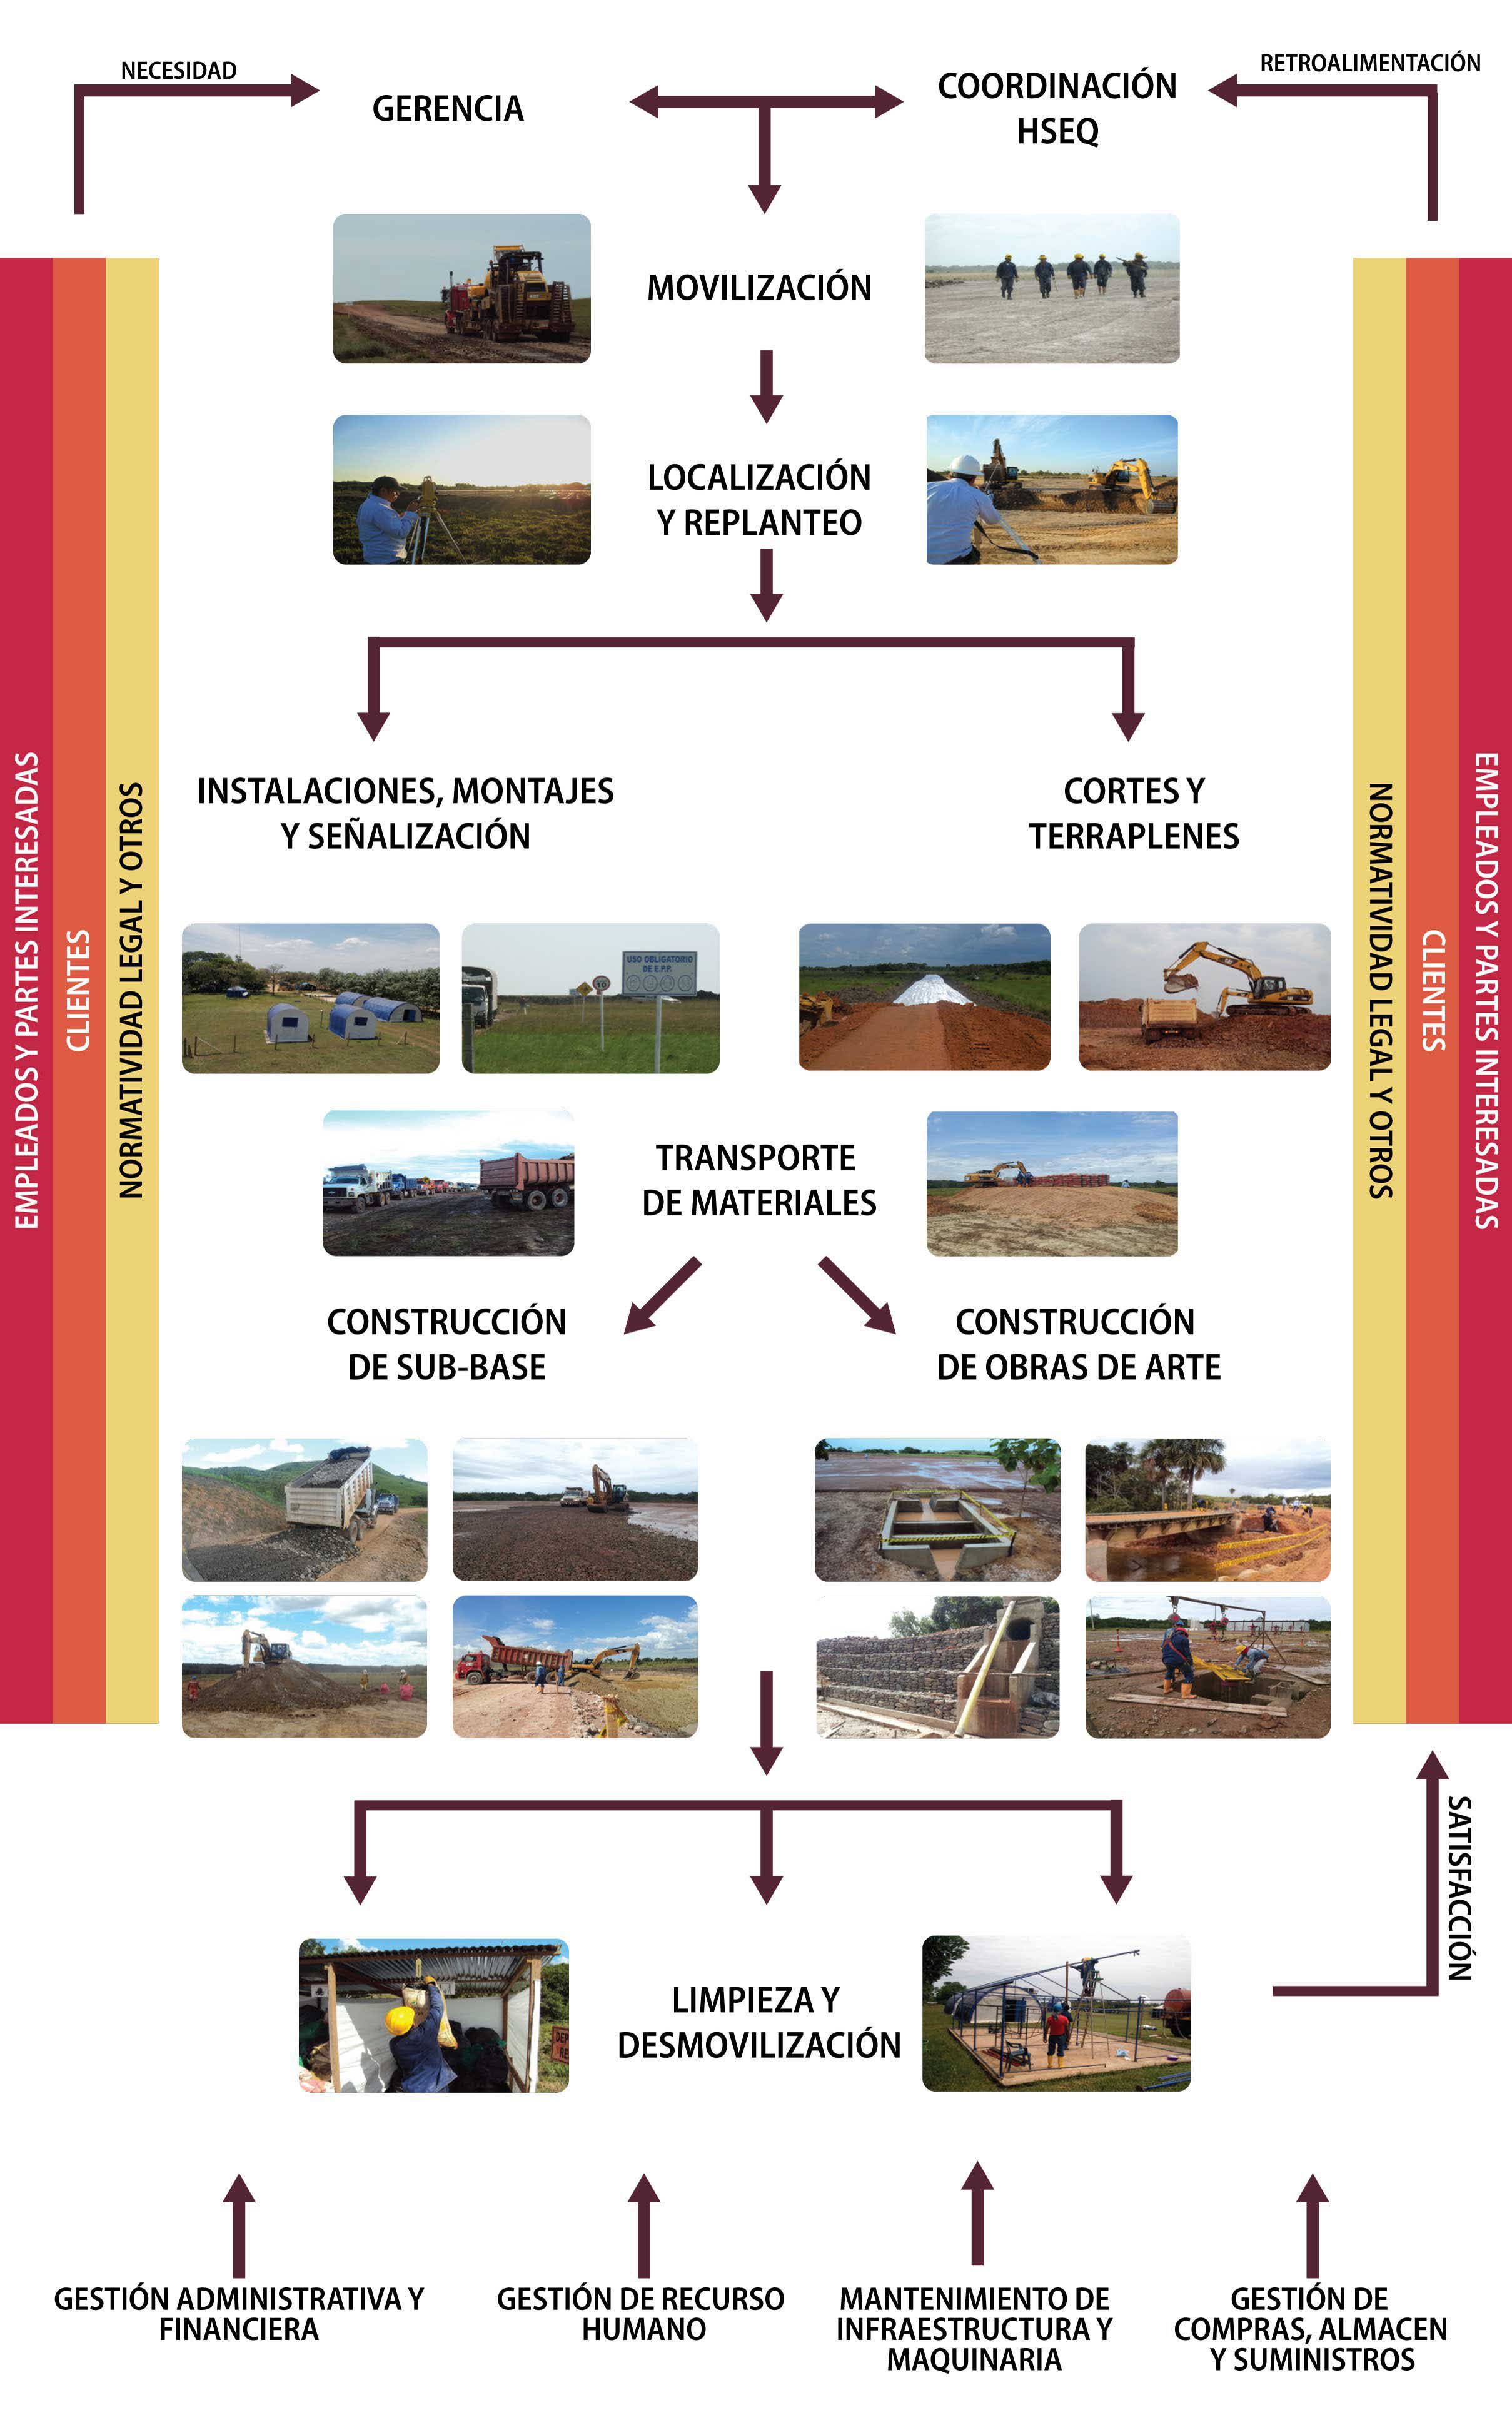 NECESIDAD
GERENCIA
COORDINACIÓN
HSEQ
RETROALIMENTACIÓN
MOVILIZACIÓN
LOCALIZACIÓN
Y REPLANTEO
EMPLEADOS Y PARTES INTERESADAS
CLIENTES
NORMATIVIDAD LEGAL Y OTROS
INSTALACIONES, MONTAJES
Y SEÑALIZACIÓN
CORTES Y
TERRAPLENES
USO OBLIGATORIO
DE E.P.P.
10
TRANSPORTE
DE MATERIALES
CONSTRUCCIÓN
DE SUB-BASE
CONSTRUCCIÓN
DE OBRAS DE ARTE
NORMATIVIDAD LEGAL Y OTROS
CLIENTES
EMPLEADOS Y PARTES INTERESADAS
LIMPIEZA Y
DESMOVILIZACIÓN
DEP
RE
SATISFACCIÓN
GESTIÓN ADMINISTRATIVA Y
FINANCIERA
GESTIÓN DE RECURSO
HUMANO
MANTENIMIENTO DE
INFRAESTRUCTURA Y
MAQUINARIA
GESTIÓN DE
COMPRAS, ALMACEN
Y SUMINISTROS